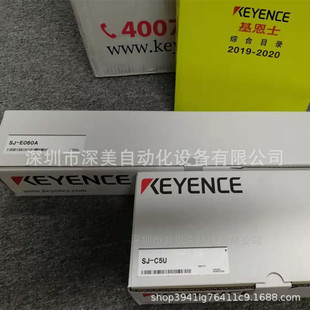 4007
www.keye
KEYENCE
基恩士
综合目录
2019-2020
SJ-E060A
深圳市深美自动化设备有限公司
KEYENCE
KEYENCE
SJ-C5U
shop3941ig76411c9.1688.com